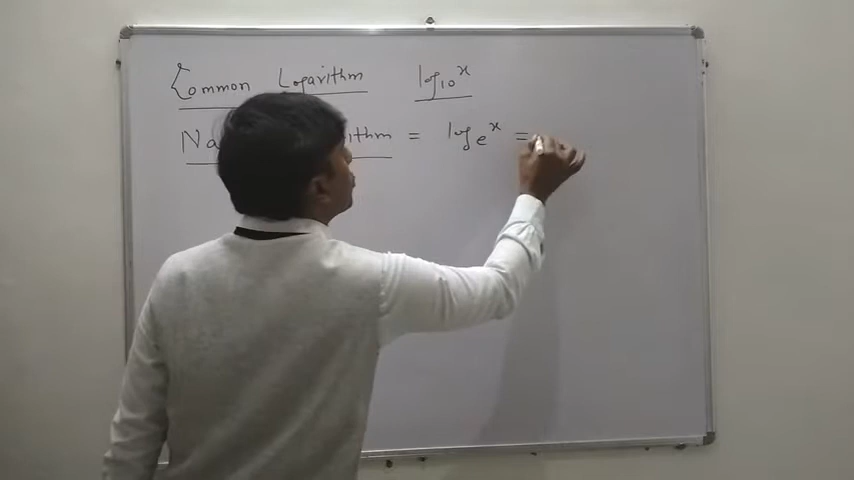 Common Logarithm log₁₀ˣ
Na ithm = logₑˣ =